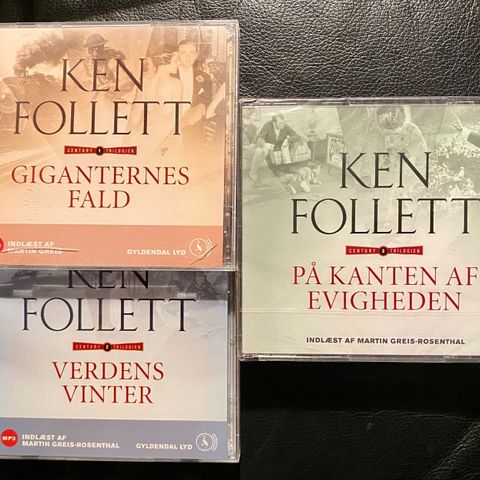 KEN
FOLLETT
CENTURY 1 TRILOGIEN
GIGANTERNES
FALD
INDLÆST AF
MARTIN GREIS
GYLDENDAL LYD
KEN
FOLLETT
CENTURY 2 TRILOGIEN
VERDENS
VINTER
MP3
INDLÆST AF
MARTIN GREIS-ROSENTHAL
GYLDENDAL LYD
KEN
FOLLETT
CENTURY 3 TRILOGIEN
PÅ KANTEN AF
EVIGHEDEN
INDLÆST AF MARTIN GREIS-ROSENTHAL